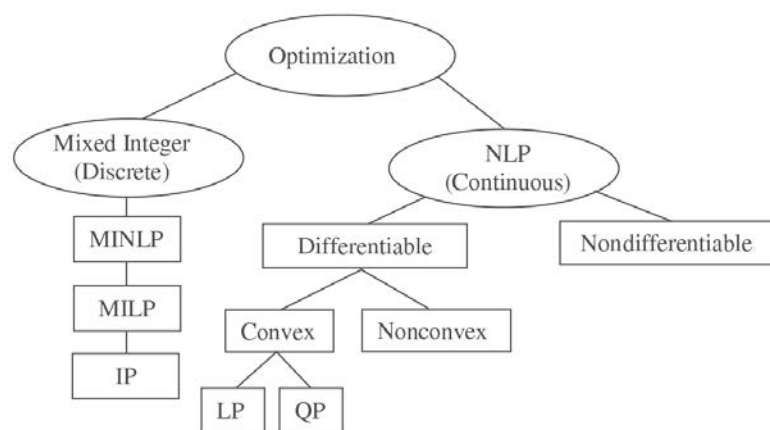 Optimization
Mixed Integer
(Discrete)
NLP
(Continuous)
MINLP
Differentiable
Nondifferentiable
MILP
Convex
Nonconvex
IP
LP
QP